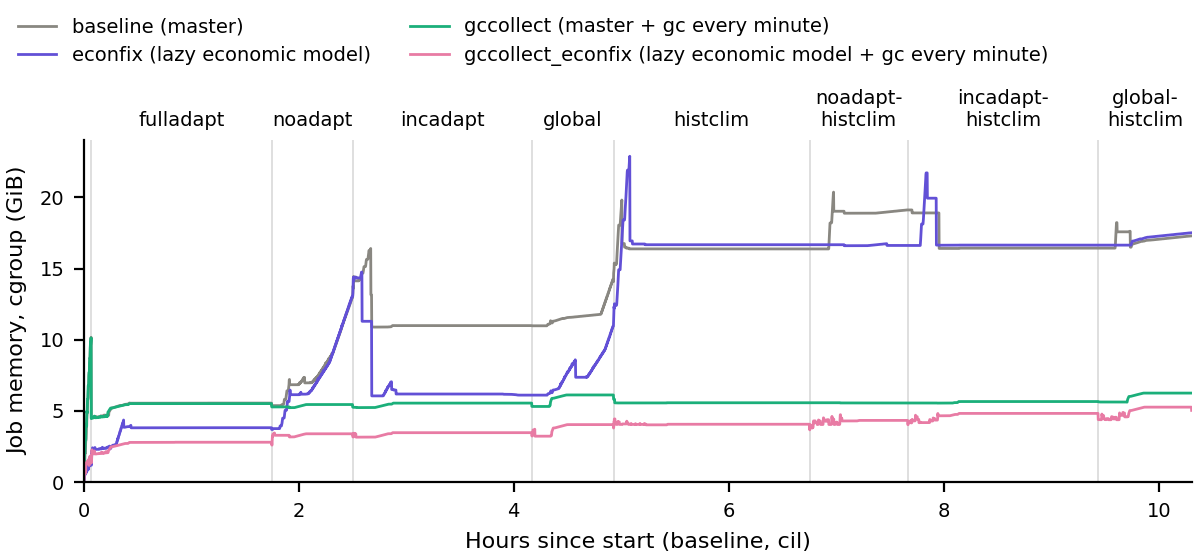 baseline (master)
econfix (lazy economic model)
gccollect (master + gc every minute)
gccollect_econfix (lazy economic model + gc every minute)
fulladapt
noadapt
incadapt
global
histclim
noadapt-
histclim
incadapt-
histclim
global-
histclim
Job memory, cgroup (GiB)
20
15
10
5
0
0
2
4
6
8
10
Hours since start (baseline, cil)